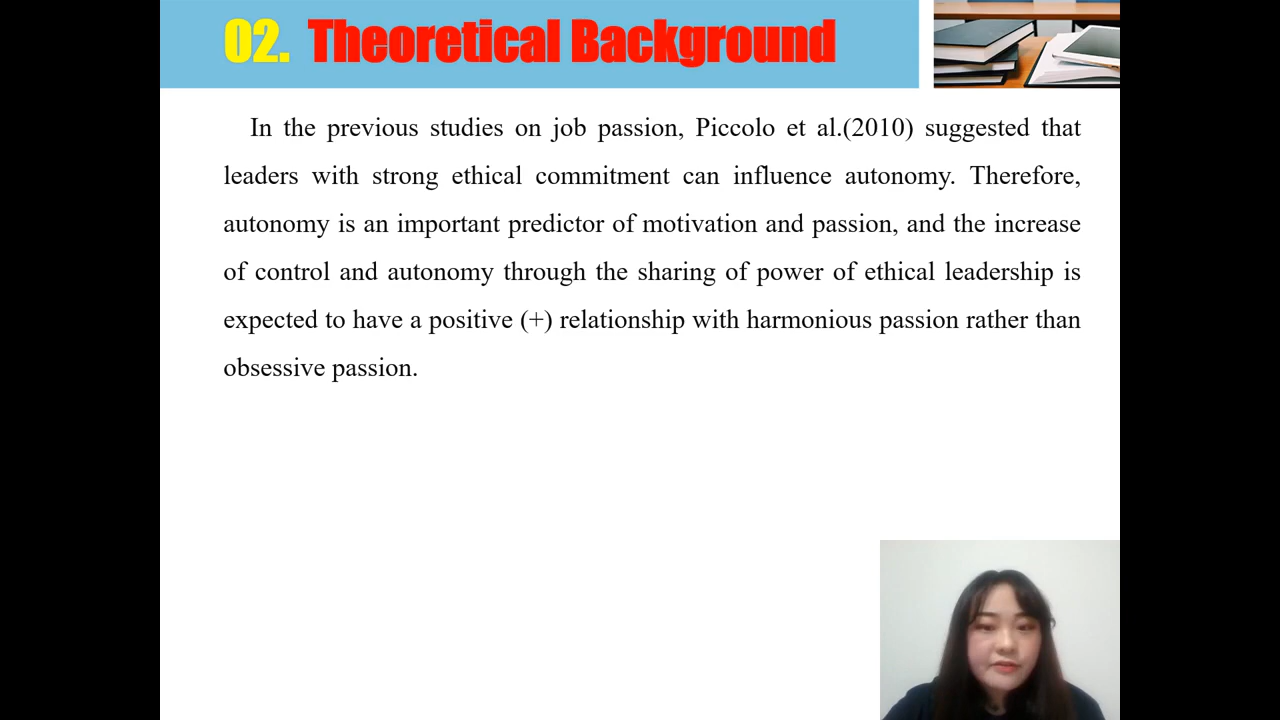 02. Theoretical Background
In the previous studies on job passion, Piccolo et al.(2010) suggested that
leaders with strong ethical commitment can influence autonomy. Therefore,
autonomy is an important predictor of motivation and passion, and the increase
of control and autonomy through the sharing of power of ethical leadership is
expected to have a positive (+) relationship with harmonious passion rather than
obsessive passion.